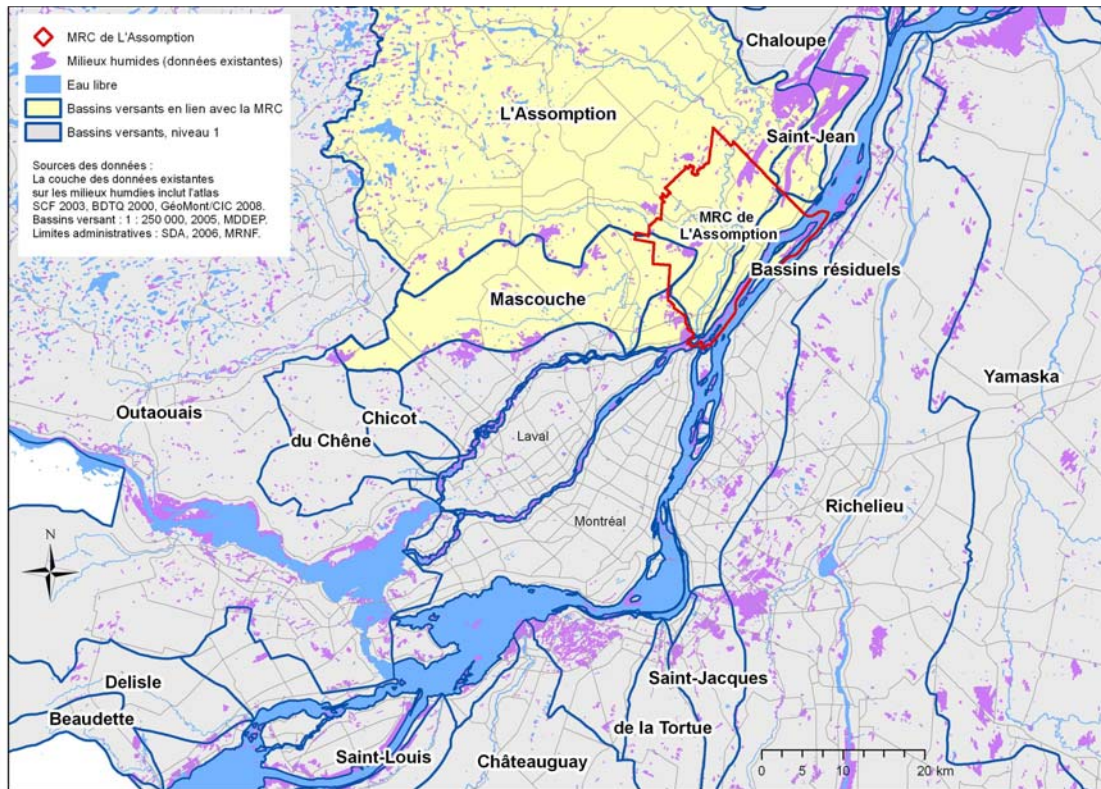 MRC de L'Assomption
Milieux humides (données existantes)
Eau libre
Bassins versants en lien avec la MRC
Bassins versants, niveau 1
Sources des données :
La couche des données existantes
sur les milieux humdies inclut l'atlas
SCF 2003, BDTQ 2000, GéoMont/CIC 2008.
Bassins versant : 1 : 250 000, 2005, MDDEP.
Limites administratives : SDA, 2006, MRNF.
Chaloupe
L'Assomption
Saint-Jean
MRC de
L'Assomption
Bassins résiduels
Mascouche
Yamaska
Outaouais
Chicot
du Chêne
Laval
Richelieu
Montréal
N
Saint-Jacques
Delisle
Beaudette
de la Tortue
Saint-Louis
Châteauguay
0 5 10 20 km